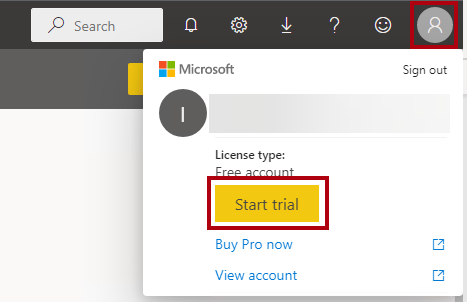 Search
Microsoft
Sign out
I
License type:
Free account
Start trial
Buy Pro now
View account